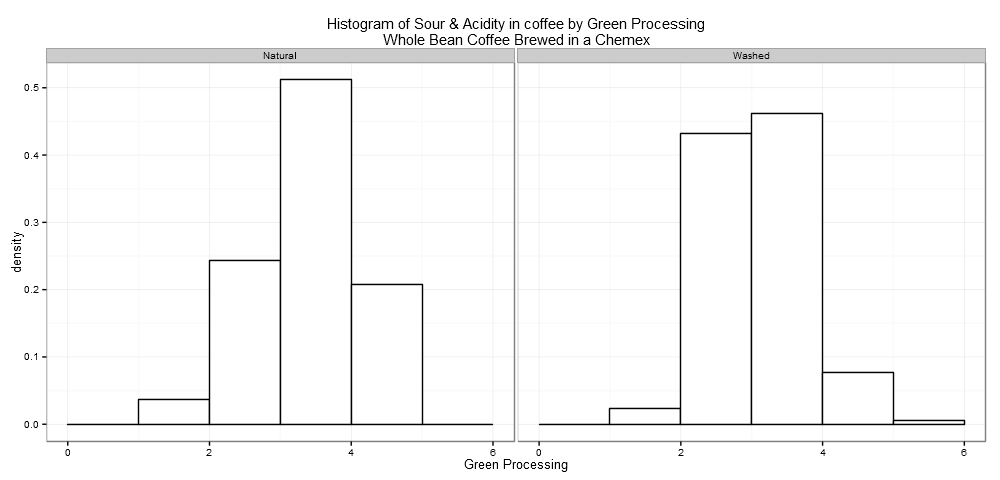 Histogram of Sour & Acidity in coffee by Green Processing
Whole Bean Coffee Brewed in a Chemex
Natural
Washed
density
0.5
0.4
0.3
0.2
0.1
0.0
0
2
4
6
0
2
4
6
Green Processing